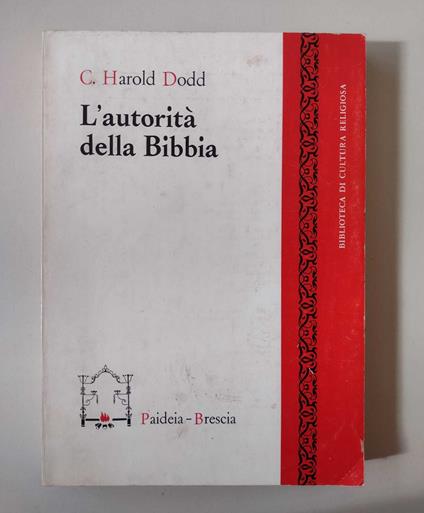 C. Harold Dodd
L'autorità
della Bibbia
Paideia - Brescia
BIBLIOTECA DI CULTURA RELIGIOSA